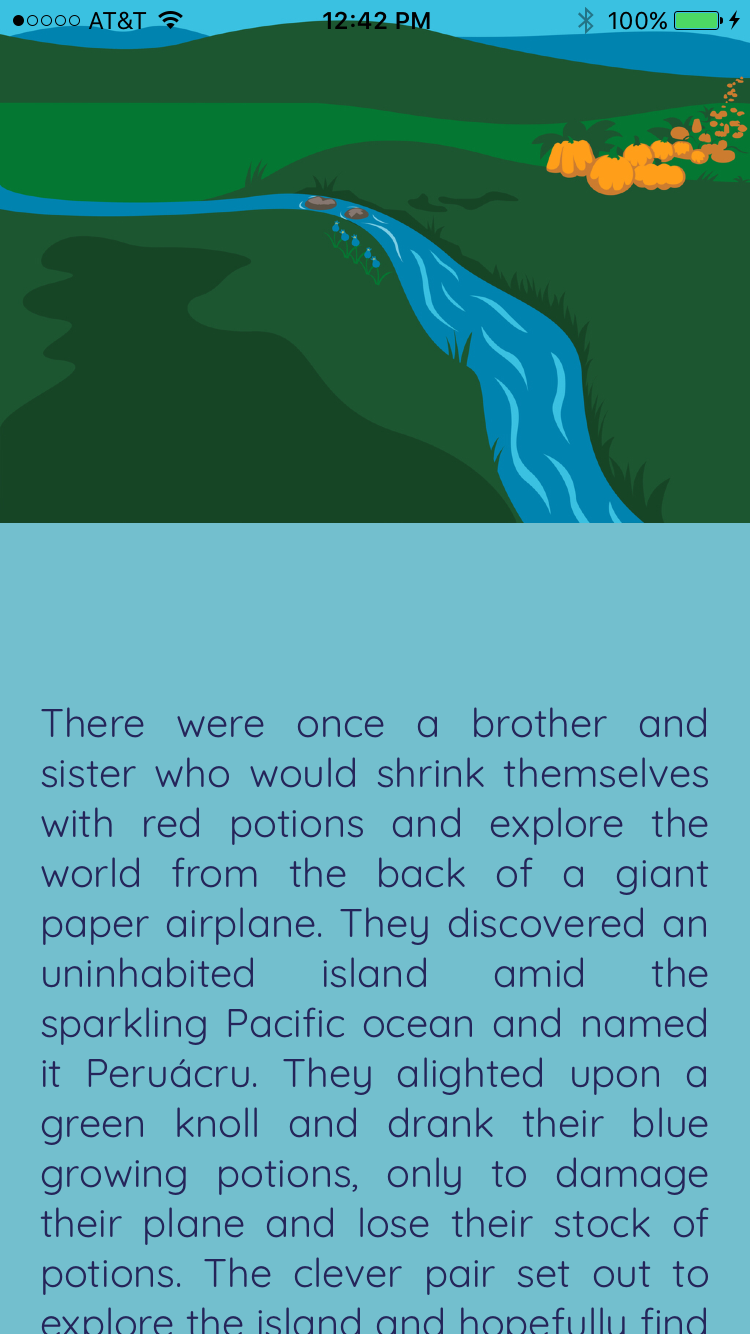 AT&T 12:42 PM 100%
There were once a brother and
sister who would shrink themselves
with red potions and explore the
world from the back of a giant
paper airplane. They discovered an
uninhabited island amid the
sparkling Pacific ocean and named
it Peruácru. They alighted upon a
green knoll and drank their blue
growing potions, only to damage
their plane and lose their stock of
potions. The clever pair set out to
explore the island and hopefully find